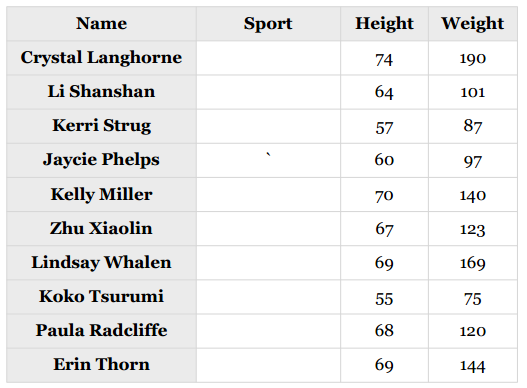 Name Sport Height Weight
Crystal Langhorne 74 190
Li Shanshan 64 101
Kerri Strug 57 87
Jaycie Phelps ` 60 97
Kelly Miller 70 140
Zhu Xiaolin 67 123
Lindsay Whalen 69 169
Koko Tsurumi 55 75
Paula Radcliffe 68 120
Erin Thorn 69 144